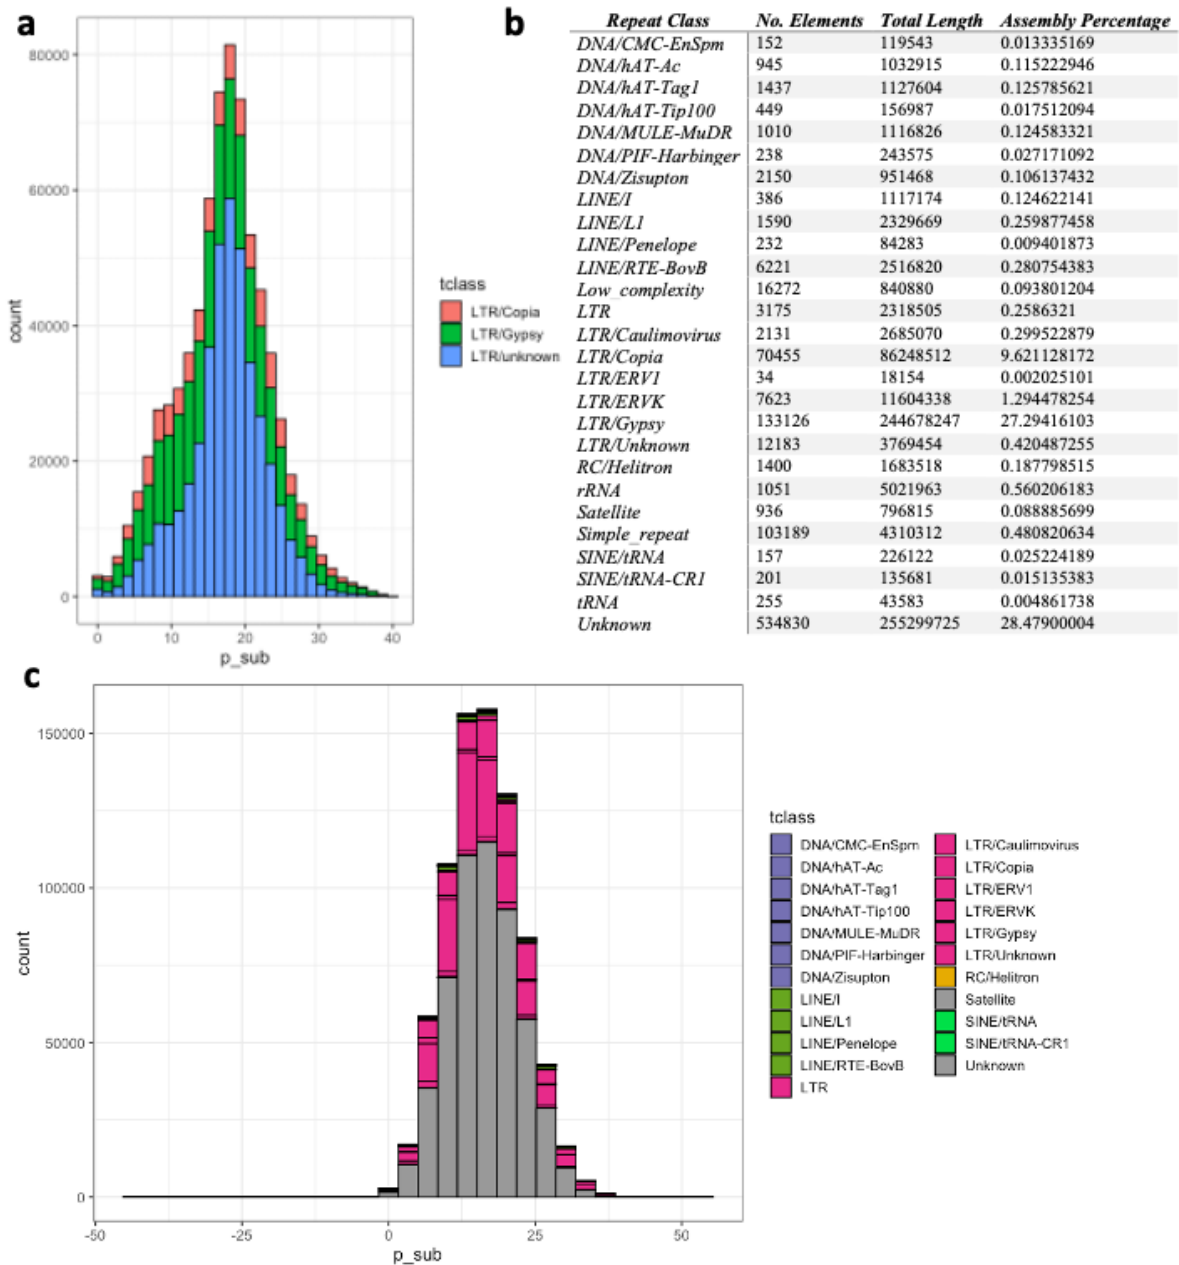 a
80000
60000
40000
20000
0
count
0 10 20 30 40
p_sub
tclass
LTR/Copia
LTR/Gypsy
LTR/unknown
b
Repeat Class No. Elements Total Length Assembly Percentage
DNA/CMC-EnSpm 152 119543 0.013335169
DNA/hAT-Ac 945 1032915 0.115222946
DNA/hAT-Tag1 1437 1127604 0.125785621
DNA/hAT-Tip100 449 156987 0.017512094
DNA/MULE-MuDR 1010 1116826 0.124583321
DNA/PIF-Harbinger 238 243575 0.027171092
DNA/Zisupton 2150 951468 0.106137432
LINE/I 386 1117174 0.124622141
LINE/L1 1590 2329669 0.259877458
LINE/Penelope 232 84283 0.009401873
LINE/RTE-BovB 6221 2516820 0.280754383
Low_complexity 16272 840880 0.093801204
LTR 3175 2318505 0.2586321
LTR/Caulimovirus 2131 2685070 0.299522879
LTR/Copia 70455 86248512 9.621128172
LTR/ERV1 34 18154 0.002025101
LTR/ERVK 7623 11604338 1.294478254
LTR/Gypsy 133126 244678247 27.29416103
LTR/Unknown 12183 3769454 0.420487255
RC/Helitron 1400 1683518 0.187798515
rRNA 1051 5021963 0.560206183
Satellite 936 796815 0.088885699
Simple_repeat 103189 4310312 0.480820634
SINE/tRNA 157 226122 0.025224189
SINE/tRNA-CR1 201 135681 0.015135383
tRNA 255 43583 0.004861738
Unknown 534830 255299725 28.47900004
c
150000
100000
50000
0
count
-50 -25 0 25 50
p_sub
tclass
DNA/CMC-EnSpm LTR/Caulimovirus
DNA/hAT-Ac LTR/Copia
DNA/hAT-Tag1 LTR/ERV1
DNA/hAT-Tip100 LTR/ERVK
DNA/MULE-MuDR LTR/Gypsy
DNA/PIF-Harbinger LTR/Unknown
DNA/Zisupton RC/Helitron
LINE/I Satellite
LINE/L1 SINE/tRNA
LINE/Penelope SINE/tRNA-CR1
LINE/RTE-BovB Unknown
LTR